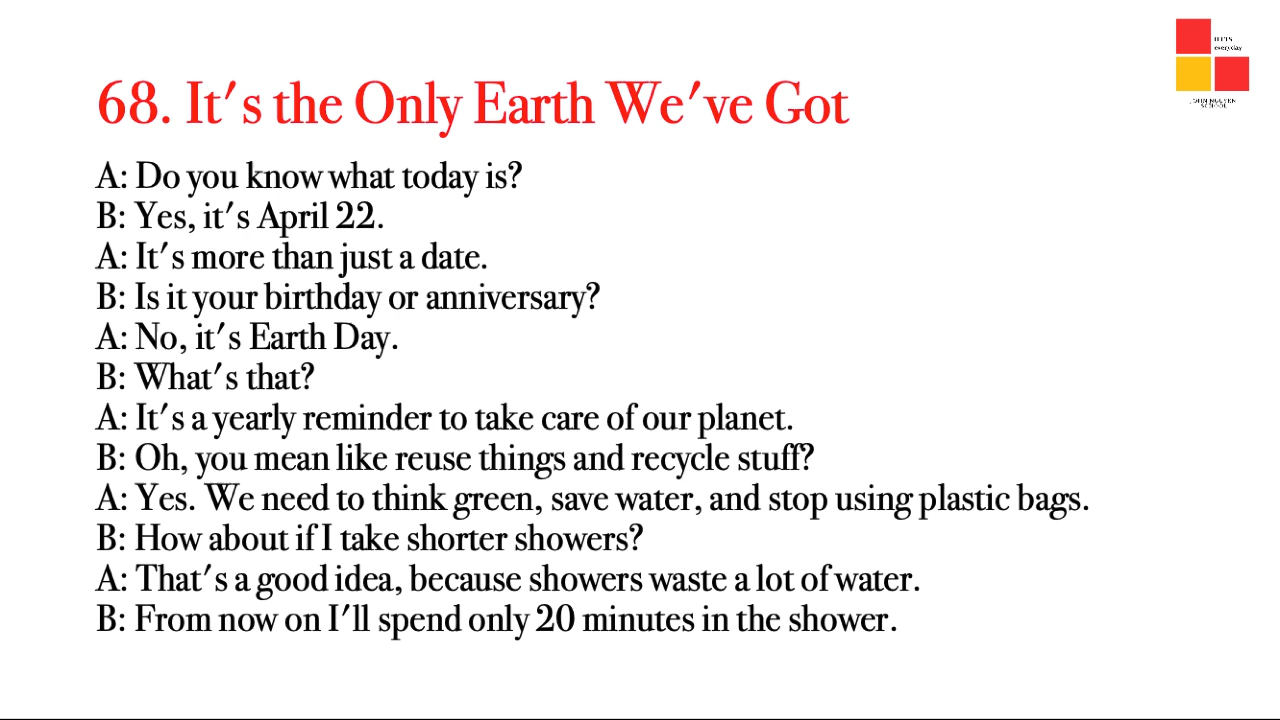 68. It's the Only Earth We've Got
A: Do you know what today is?
B: Yes, it's April 22.
A: It's more than just a date.
B: Is it your birthday or anniversary?
A: No, it's Earth Day.
B: What's that?
A: It's a yearly reminder to take care of our planet.
B: Oh, you mean like reuse things and recycle stuff?
A: Yes. We need to think green, save water, and stop using plastic bags.
B: How about if I take shorter showers?
A: That's a good idea, because showers waste a lot of water.
B: From now on I'll spend only 20 minutes in the shower.
everyday
SCHOOL